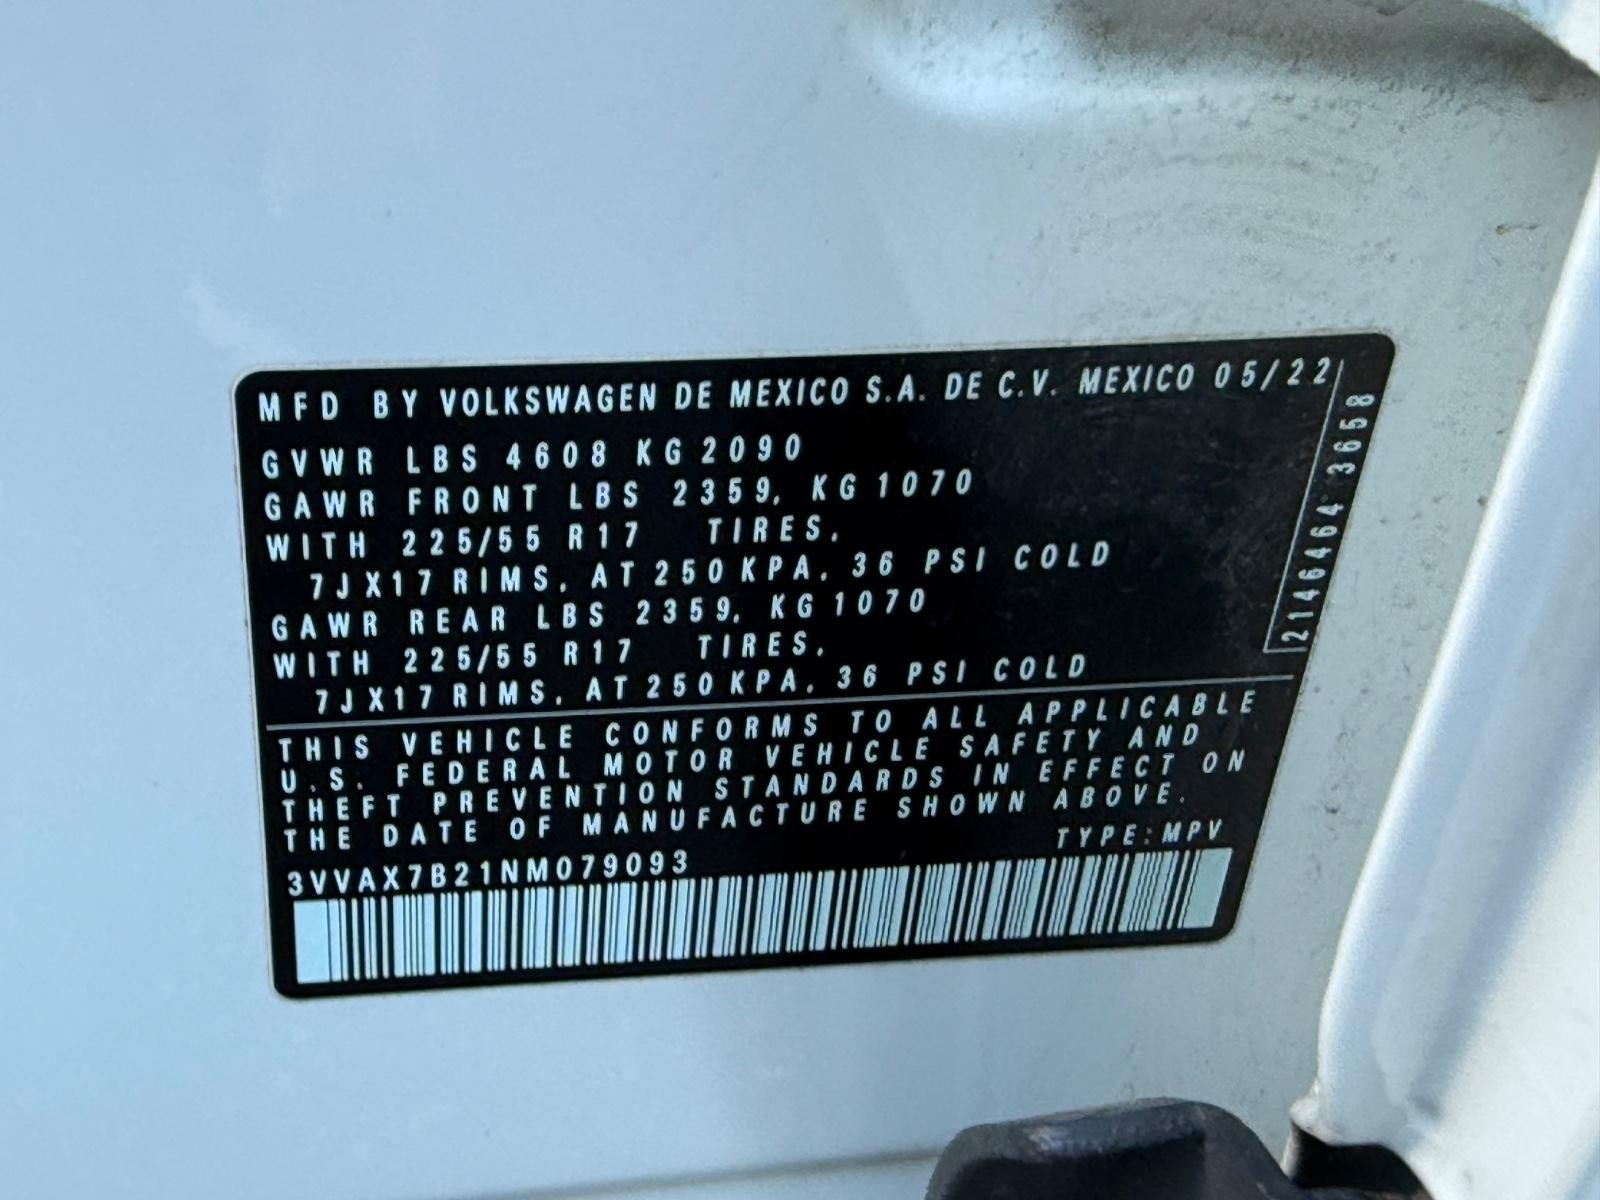 MFD BY VOLKSWAGEN DE MEXICO S.A. DE C.V. MEXICO 05/22
GVWR LBS 4608 KG 2090
GAWR FRONT LBS 2359, KG 1070
WITH 225/55 R17 TIRES,
7JX17 RIMS, AT 250 KPA, 36 PSI COLD
GAWR REAR LBS 2359, KG 1070
WITH 225/55 R17 TIRES,
7JX17 RIMS, AT 250 KPA, 36 PSI COLD
214646464 3658
THIS VEHICLE CONFORMS TO ALL APPLICABLE
U.S. FEDERAL MOTOR VEHICLE SAFETY AND
THEFT PREVENTION STANDARDS IN EFFECT ON
THE DATE OF MANUFACTURE SHOWN ABOVE.
TYPE:MPV
3VVAX7B21NM079093